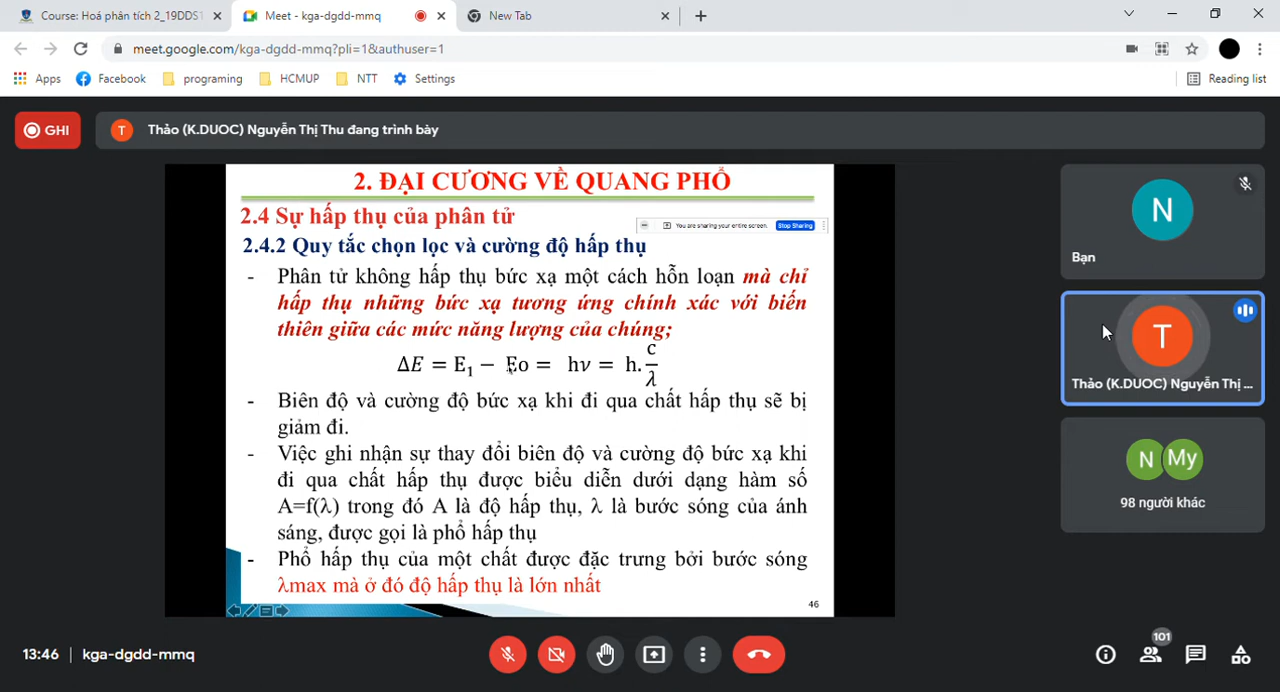 Course: Hoá phân tích 2_19DDS1
Meet - kga-dgdd-mmq
New Tab
meet.google.com/kga-dgdd-mmq?pli=1&authuser=1
Apps Facebook programing HCMUP NTT Settings Reading list
GHI
T Thảo (K.DUOC) Nguyễn Thị Thu đang trình bày
2. ĐẠI CƯƠNG VỀ QUANG PHỔ
2.4 Sự hấp thụ của phân tử
You are sharing your entire screen. Stop Sharing
2.4.2 Quy tắc chọn lọc và cường độ hấp thụ
- Phân tử không hấp thụ bức xạ một cách hỗn loạn mà chỉ
hấp thụ những bức xạ tương ứng chính xác với biến
thiên giữa các mức năng lượng của chúng;
ΔE = E₁ − Eo = hν = h.c/λ
- Biên độ và cường độ bức xạ khi đi qua chất hấp thụ sẽ bị
giảm đi.
- Việc ghi nhận sự thay đổi biên độ và cường độ bức xạ khi
đi qua chất hấp thụ được biểu diễn dưới dạng hàm số
A=f(λ) trong đó A là độ hấp thụ, λ là bước sóng của ánh
sáng, được gọi là phổ hấp thụ
- Phổ hấp thụ của một chất được đặc trưng bởi bước sóng
λmax mà ở đó độ hấp thụ là lớn nhất
46
N
Bạn
T
Thảo (K.DUOC) Nguyễn Thị ...
N My
98 người khác
13:46 | kga-dgdd-mmq
101